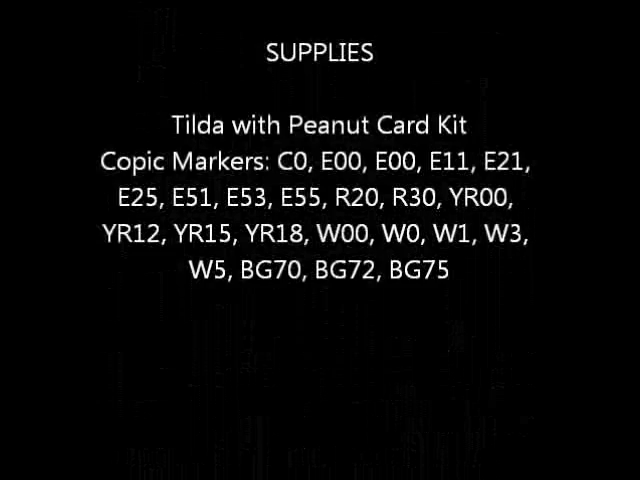 SUPPLIES
Tilda with Peanut Card Kit
Copic Markers: C0, E00, E00, E11, E21,
E25, E51, E53, E55, R20, R30, YR00,
YR12, YR15, YR18, W00, W0, W1, W3,
W5, BG70, BG72, BG75